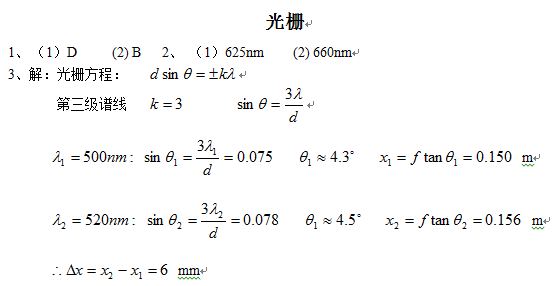 光栅↵
1、（1）D (2) B 2、（1）625nm (2) 660nm↵
3、解：光栅方程： d sin θ = ±kλ↵
第三级谱线 k = 3 sin θ = 3λ/d↵
λ₁ = 500nm : sin θ₁ = 3λ₁/d = 0.075 θ₁ ≈ 4.3° x₁ = f tan θ₁ = 0.150 m↵
λ₂ = 520nm : sin θ₂ = 3λ₂/d = 0.078 θ₁ ≈ 4.5° x₂ = f tan θ₂ = 0.156 m↵
∴ Δx = x₂ − x₁ = 6 mm↵